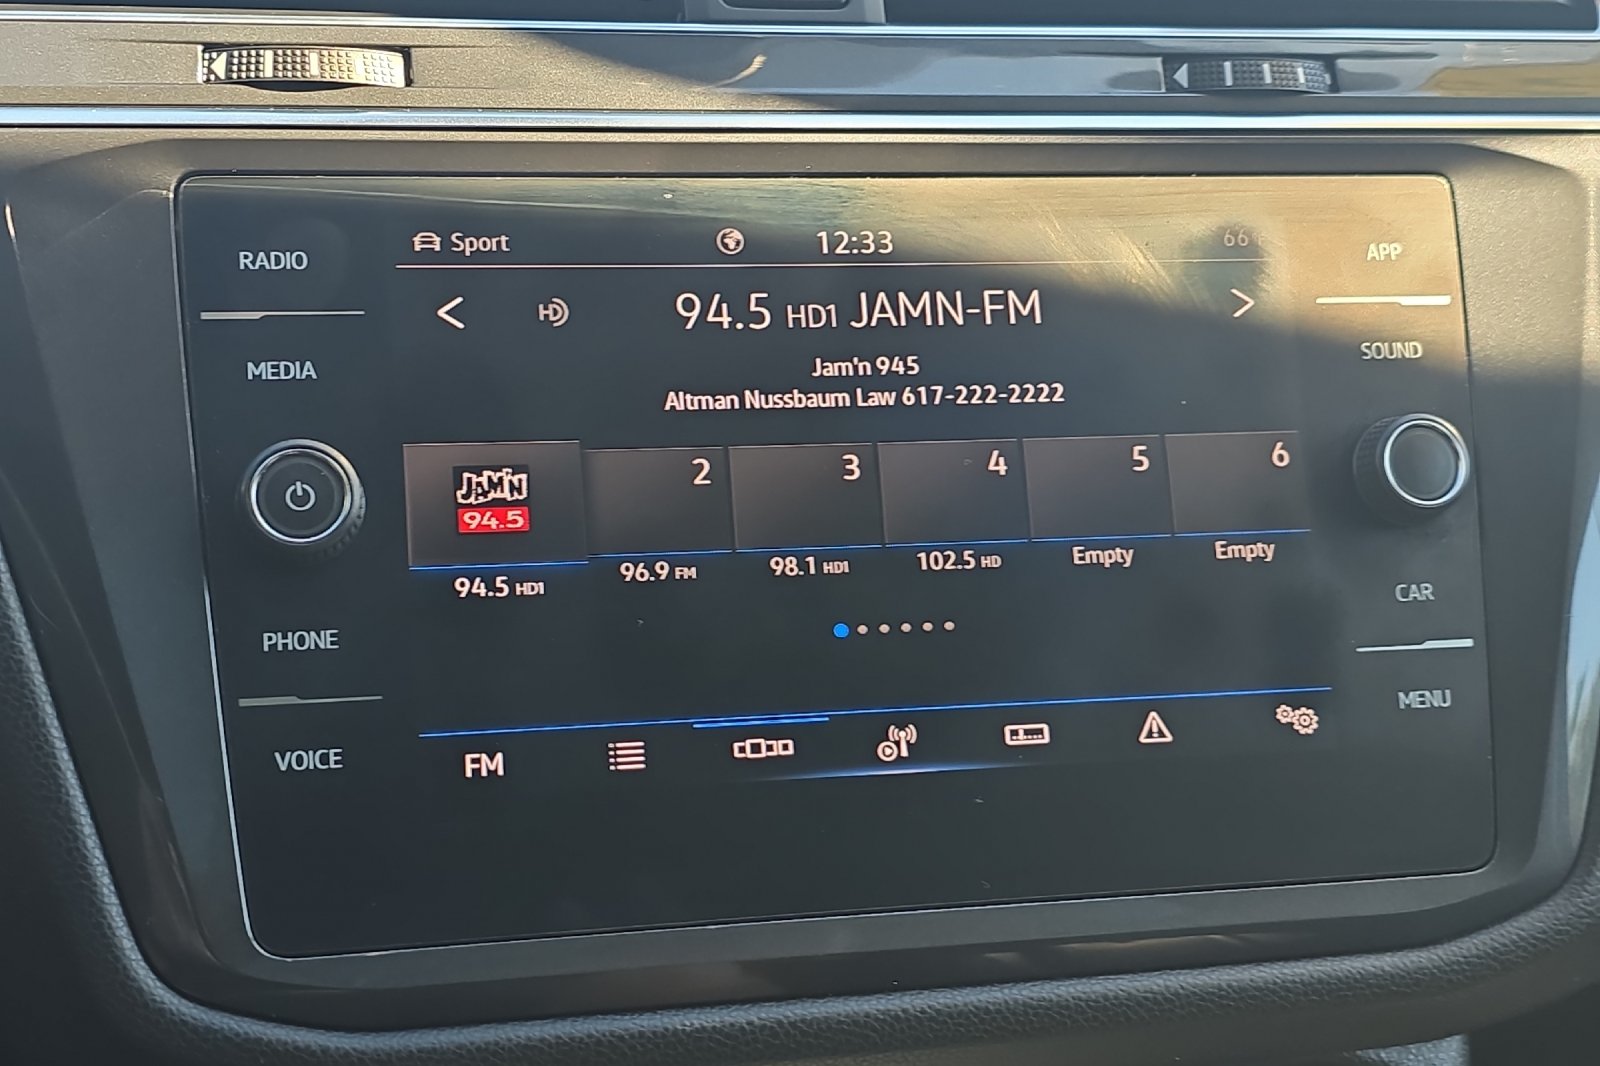 RADIO
MEDIA
PHONE
VOICE
Sport
12:33
66
94.5 HD1 JAMN-FM
Jam'n 945
Altman Nussbaum Law 617-222-2222
JAM'N
94.5
2
3
4
5
6
94.5 HD1
96.9 FM
98.1 HD1
102.5 HD
Empty
Empty
FM
APP
SOUND
CAR
MENU